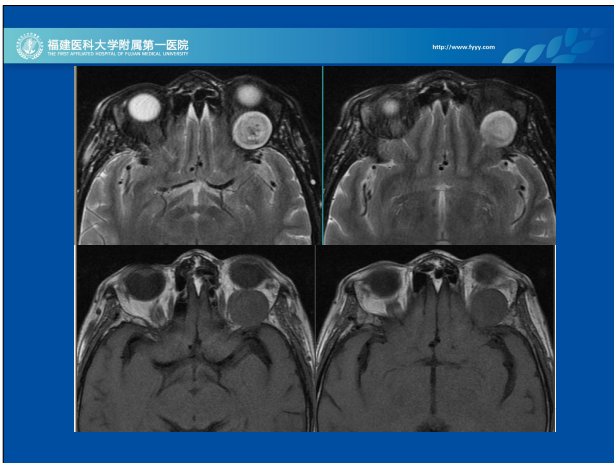 福建医科大学附属第一医院
THE FIRST AFFILIATED HOSPITAL OF FUJIAN MEDICAL UNIVERSITY
http://www.fyyy.com